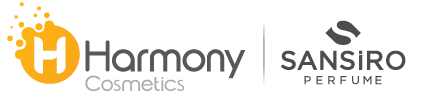 H Harmony
Cosmetics
SANSiRO
PERFUME